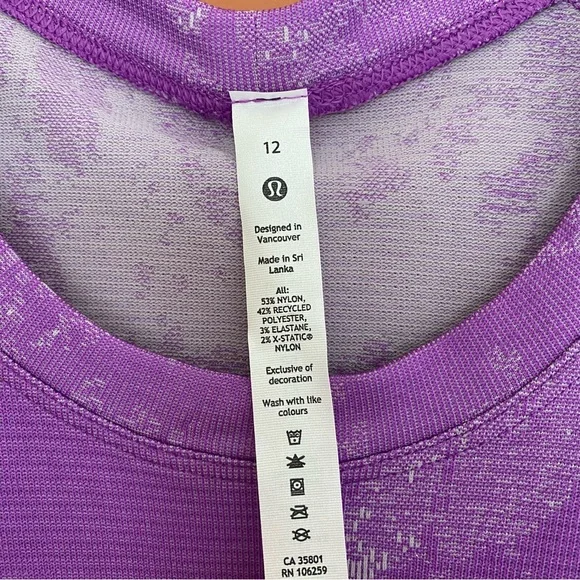 12
Designed in
Vancouver
Made in Sri
Lanka
All:
53% NYLON,
42% RECYCLED
POLYESTER,
3% ELASTANE,
2% X-STATIC®
NYLON
Exclusive of
decoration
Wash with like
colours
CA 35801
RN 106259